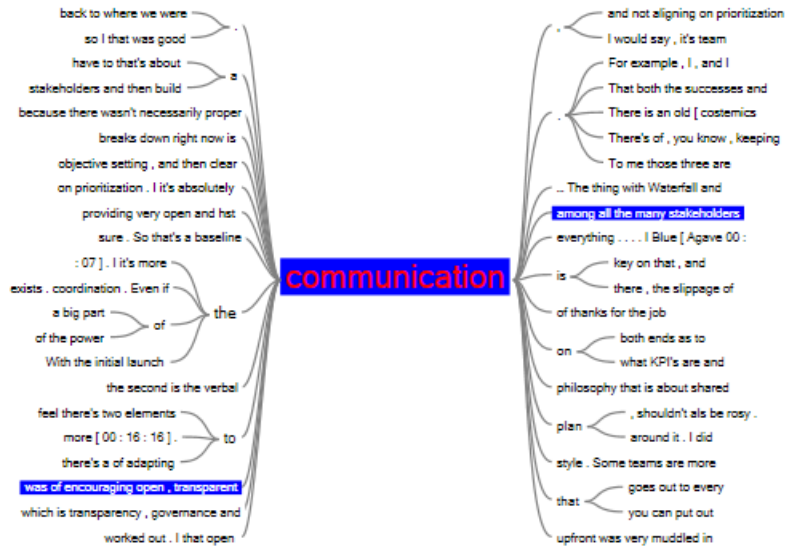 back to where we were
so I that was good
.
have to that's about
stakeholders and then build
a
because there wasn't necessarily proper
breaks down right now is
objective setting , and then clear
on prioritization . I it's absolutely
providing very open and hst
sure . So that's a baseline
: 07 ] . I it's more
exists . coordination . Even if
a big part
of the power
of
With the initial launch
the
the second is the verbal
feel there's two elements
more [ 00 : 16 : 16 ] .
there's a of adapting
to
was of encouraging open , transparent
which is transparency , governance and
worked out . I that open
communication
,
and not aligning on prioritization
I would say , it's team
.
For example , I , and I
That both the successes and
There is an old [ costemics
There's of , you know , keeping
To me those three are
... The thing with Waterfall and
among all the many stakeholders
everything . . . . I Blue [ Agave 00 :
is
key on that , and
there , the slippage of
of thanks for the job
on
both ends as to
what KPI's are and
philosophy that is about shared
plan
, shouldn't als be rosy .
around it . I did
style . Some teams are more
that
goes out to every
you can put out
upfront was very muddled in